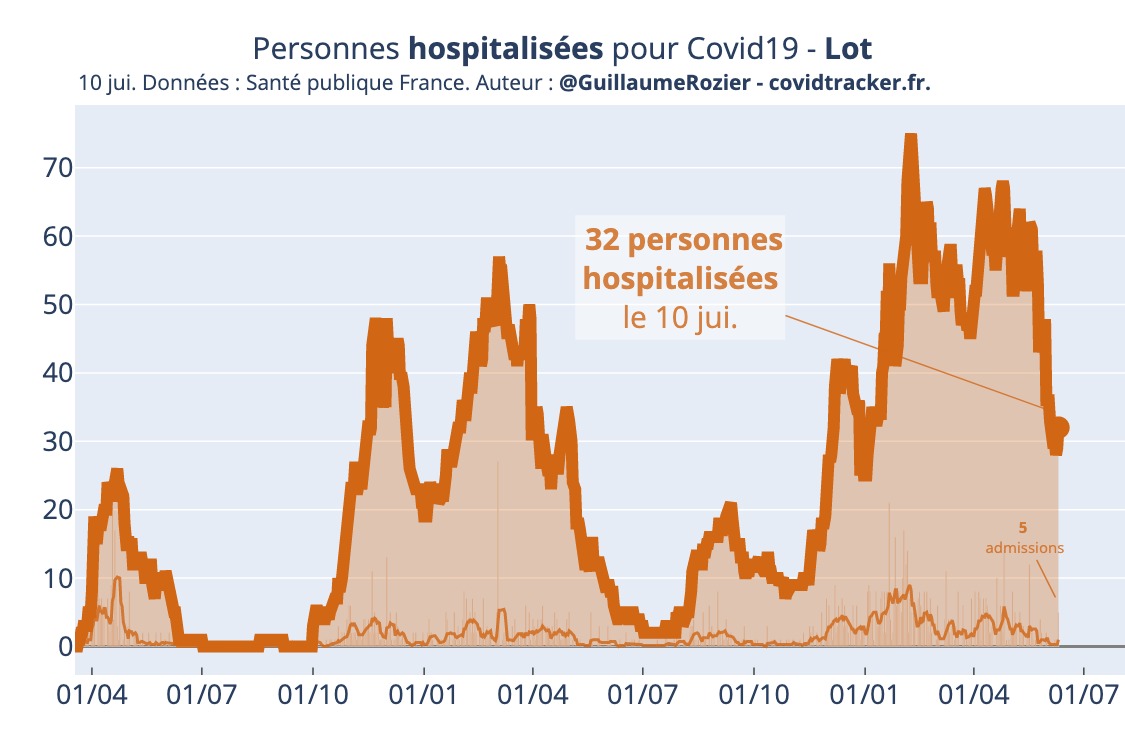 Personnes hospitalisées pour Covid19 - Lot
10 jui. Données : Santé publique France. Auteur : @GuillaumeRozier - covidtracker.fr.
70
60
50
40
30
20
10
0
32 personnes
hospitalisées
le 10 jui.
5
admissions
01/04 01/07 01/10 01/01 01/04 01/07 01/10 01/01 01/04 01/07